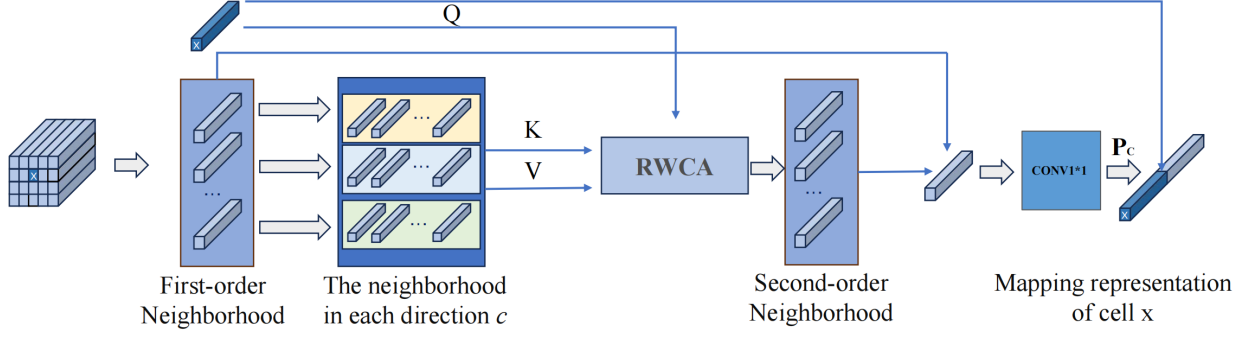 Q
X
X
K
V
RWCA
CONV1*1
P_C
X
...
...
...
...
...
First-order
Neighborhood
The neighborhood
in each direction c
Second-order
Neighborhood
Mapping representation
of cell x